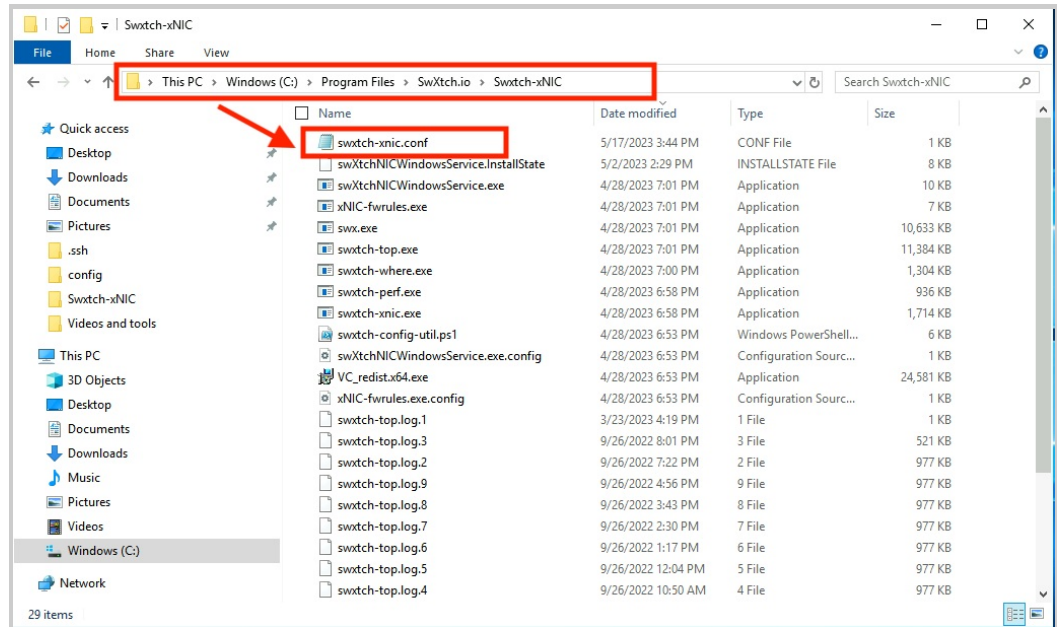 Swxtch-xNIC
File Home Share View
This PC > Windows (C:) > Program Files > SwXtch.io > Swxtch-xNIC
Search Swxtch-xNIC
Quick access
Desktop
Downloads
Documents
Pictures
.ssh
config
Swxtch-xNIC
Videos and tools
This PC
3D Objects
Desktop
Documents
Downloads
Music
Pictures
Videos
Windows (C:)
Network
Name Date modified Type Size
swxtch-xnic.conf 5/17/2023 3:44 PM CONF File 1 KB
swXtchNICWindowsService.InstallState 5/2/2023 2:29 PM INSTALLSTATE File 8 KB
swXtchNICWindowsService.exe 4/28/2023 7:01 PM Application 10 KB
xNIC-fwrules.exe 4/28/2023 7:01 PM Application 7 KB
swx.exe 4/28/2023 7:01 PM Application 10,633 KB
swxtch-top.exe 4/28/2023 7:01 PM Application 11,384 KB
swxtch-where.exe 4/28/2023 7:00 PM Application 1,304 KB
swxtch-perf.exe 4/28/2023 6:58 PM Application 936 KB
swxtch-xnic.exe 4/28/2023 6:58 PM Application 1,714 KB
swxtch-config-util.ps1 4/28/2023 6:53 PM Windows PowerShell... 6 KB
swXtchNICWindowsService.exe.config 4/28/2023 6:53 PM Configuration Sourc... 1 KB
VC_redist.x64.exe 4/28/2023 6:53 PM Application 24,581 KB
xNIC-fwrules.exe.config 4/28/2023 6:53 PM Configuration Sourc... 1 KB
swxtch-top.log.1 3/23/2023 4:19 PM 1 File 1 KB
swxtch-top.log.3 9/26/2022 8:01 PM 3 File 521 KB
swxtch-top.log.2 9/26/2022 7:22 PM 2 File 977 KB
swxtch-top.log.9 9/26/2022 4:56 PM 9 File 977 KB
swxtch-top.log.8 9/26/2022 3:43 PM 8 File 977 KB
swxtch-top.log.7 9/26/2022 2:30 PM 7 File 977 KB
swxtch-top.log.6 9/26/2022 1:17 PM 6 File 977 KB
swxtch-top.log.5 9/26/2022 12:04 PM 5 File 977 KB
swxtch-top.log.4 9/26/2022 10:50 AM 4 File 977 KB
29 items